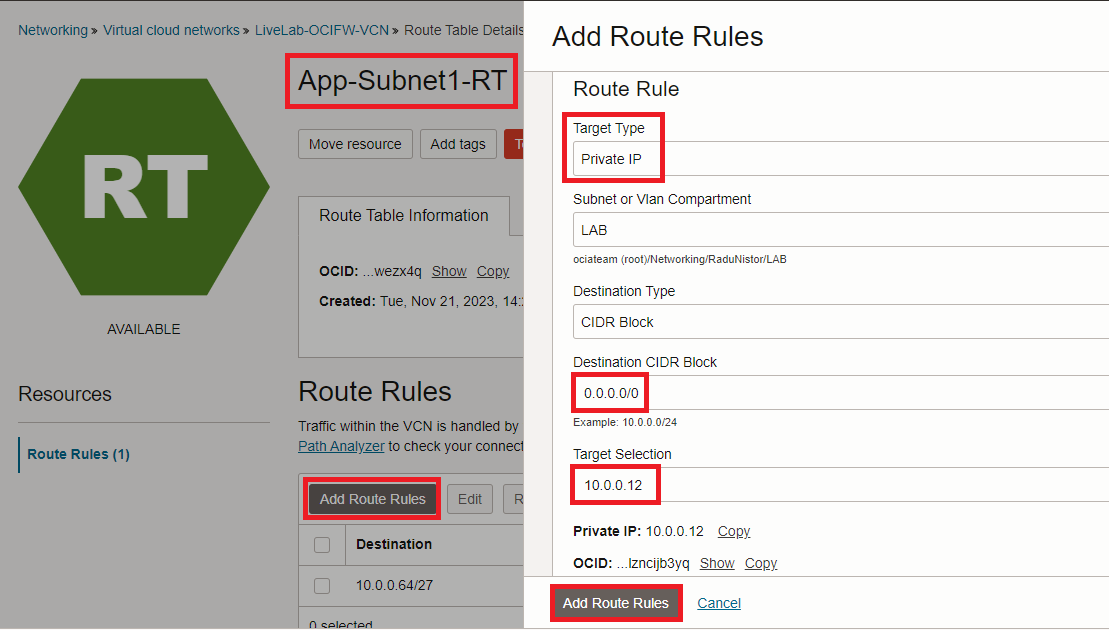 Networking » Virtual cloud networks » LiveLab-OCIFW-VCN » Route Table Details
RT
AVAILABLE
Resources
Route Rules (1)
App-Subnet1-RT
Move resource
Add tags
Route Table Information
OCID: ...wezx4q Show Copy
Created: Tue, Nov 21, 2023, 14:
Route Rules
Traffic within the VCN is handled by
Path Analyzer to check your connect
Add Route Rules
Edit
Destination
10.0.0.64/27
0 selected
Add Route Rules
Route Rule
Target Type
Private IP
Subnet or Vlan Compartment
LAB
ociateam (root)/Networking/RaduNistor/LAB
Destination Type
CIDR Block
Destination CIDR Block
0.0.0.0/0
Example: 10.0.0.0/24
Target Selection
10.0.0.12
Private IP: 10.0.0.12 Copy
OCID: ...lzncijb3yq Show Copy
Add Route Rules
Cancel